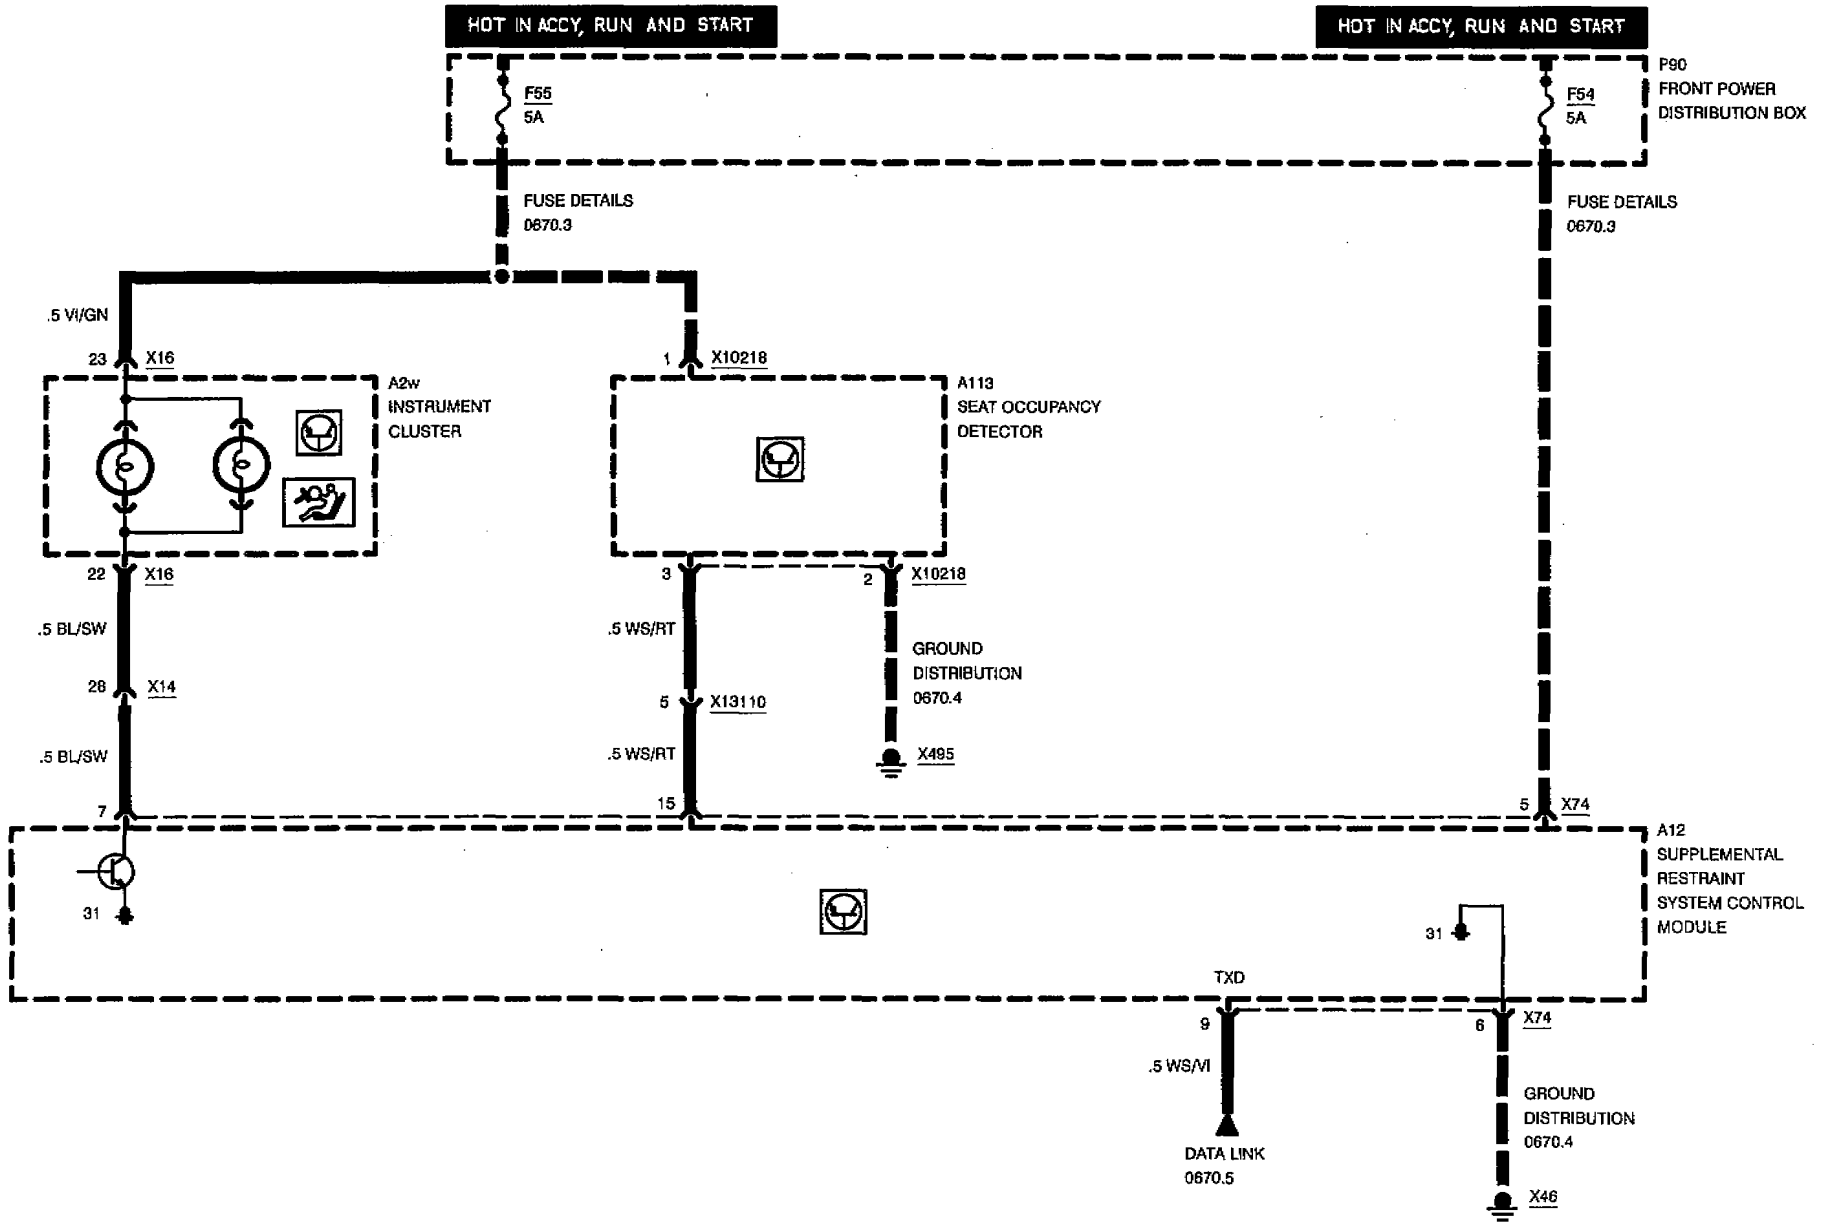 HOT IN ACCY, RUN AND START
HOT IN ACCY, RUN AND START
P90
FRONT POWER
DISTRIBUTION BOX
F55
5A
F54
5A
FUSE DETAILS
0670.3
FUSE DETAILS
0670.3
.5 VI/GN
23
X16
1
X10218
A2w
INSTRUMENT
CLUSTER
A113
SEAT OCCUPANCY
DETECTOR
22
X16
3
2
X10218
.5 BL/SW
.5 WS/RT
GROUND
DISTRIBUTION
0670.4
28
X14
5
X13110
.5 BL/SW
.5 WS/RT
X495
7
15
5
X74
A12
SUPPLEMENTAL
RESTRAINT
SYSTEM CONTROL
MODULE
31
31
TXD
9
6
X74
.5 WS/VI
GROUND
DISTRIBUTION
0670.4
DATA LINK
0670.5
X46